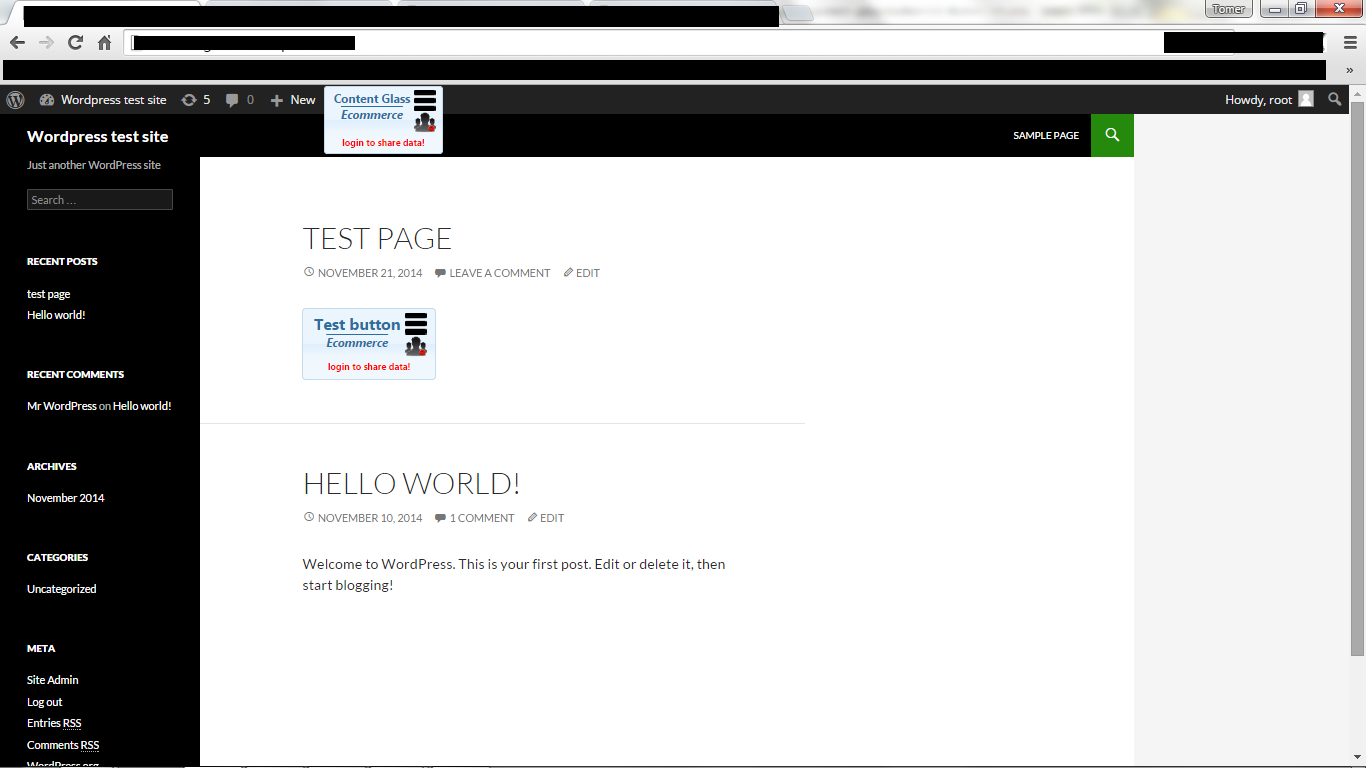 Tomer
»
Wordpress test site
5
0
New
Howdy, root
Content Glass
Ecommerce
login to share data!
Wordpress test site
SAMPLE PAGE
Just another WordPress site
Search …
RECENT POSTS
test page
Hello world!
RECENT COMMENTS
Mr WordPress on Hello world!
ARCHIVES
November 2014
CATEGORIES
Uncategorized
META
Site Admin
Log out
Entries RSS
Comments RSS
WordPress.org
TEST PAGE
NOVEMBER 21, 2014 LEAVE A COMMENT EDIT
Test button
Ecommerce
login to share data!
HELLO WORLD!
NOVEMBER 10, 2014 1 COMMENT EDIT
Welcome to WordPress. This is your first post. Edit or delete it, then
start blogging!